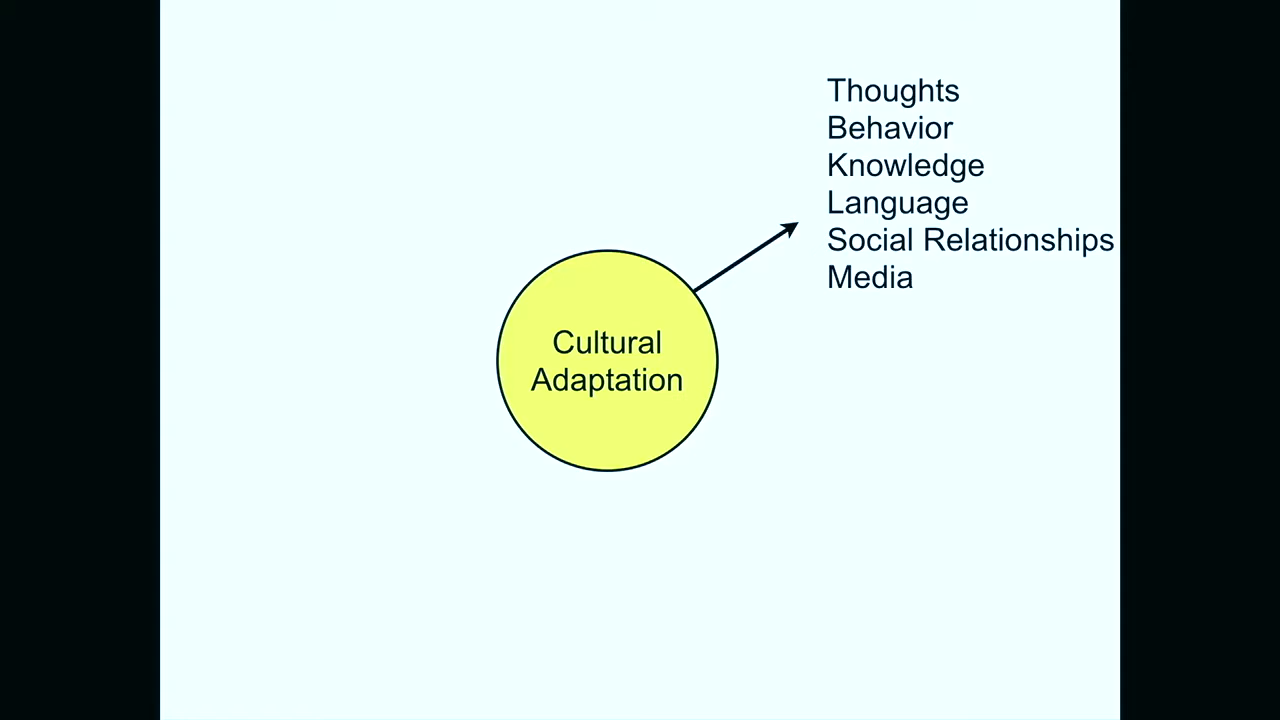 Thoughts
Behavior
Knowledge
Language
Social Relationships
Media
Cultural
Adaptation